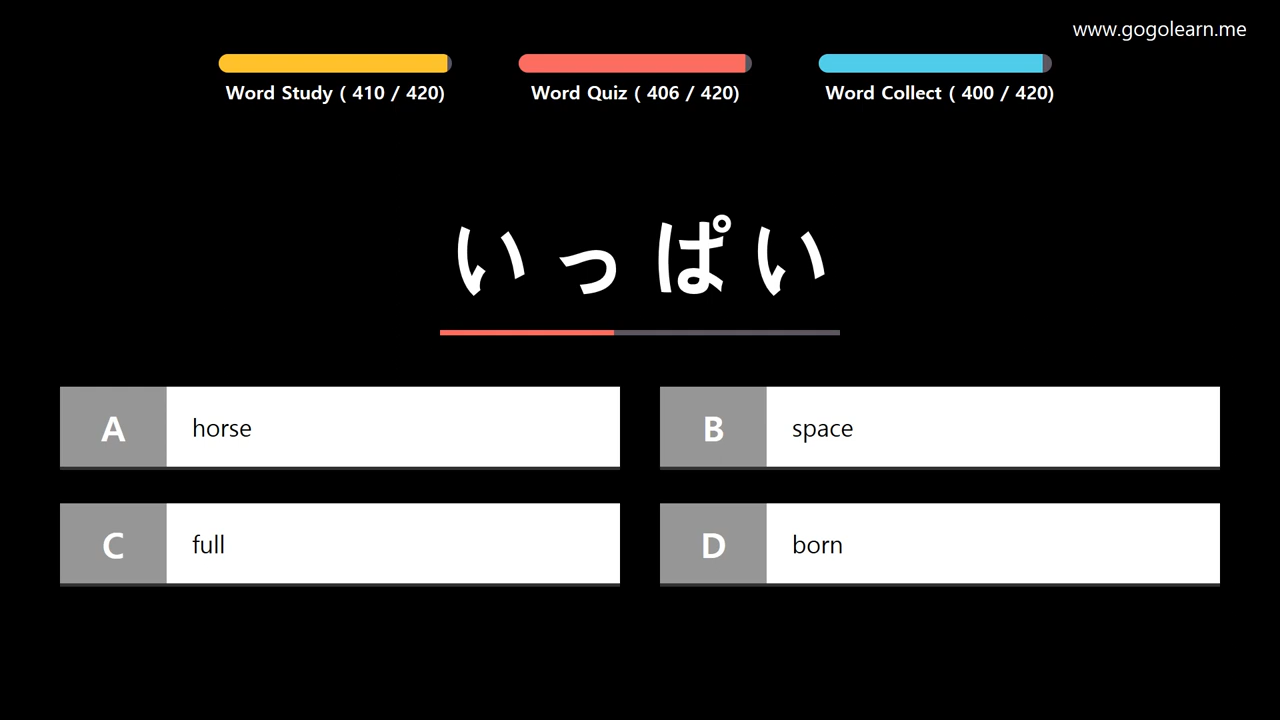 www.gogolearn.me
Word Study ( 410 / 420)
Word Quiz ( 406 / 420)
Word Collect ( 400 / 420)
いっぱい
A horse
B space
C full
D born